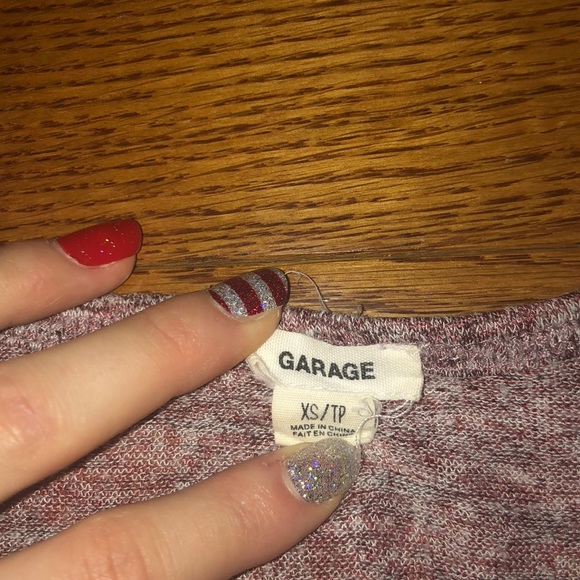 GARAGE
XS/TP
MADE IN CHINA
FAIT EN CHINE